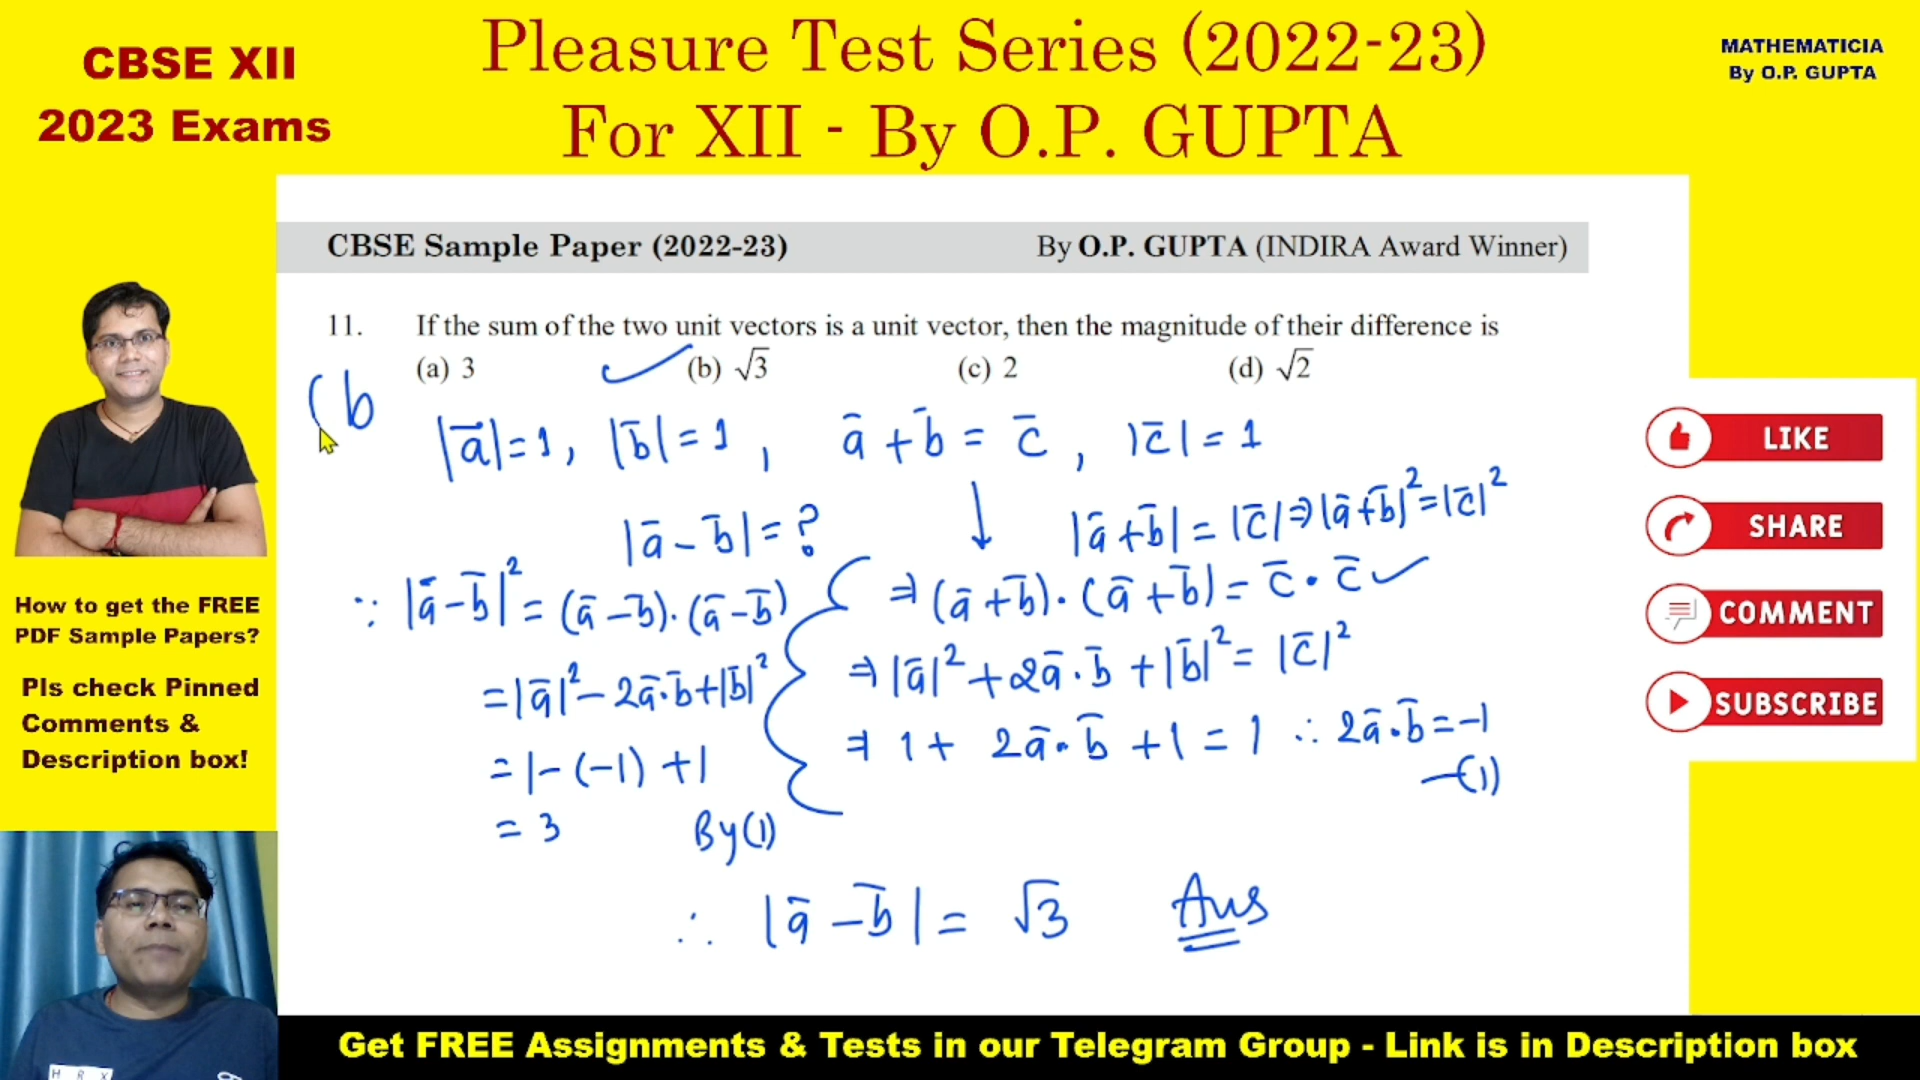 CBSE XII
2023 Exams
Pleasure Test Series (2022-23)
For XII - By O.P. GUPTA
MATHEMATICIA
By O.P. GUPTA
CBSE Sample Paper (2022-23) By O.P. GUPTA (INDIRA Award Winner)
11. If the sum of the two unit vectors is a unit vector, then the magnitude of their difference is
(a) 3 (b) √3 (c) 2 (d) √2
(b
|a̅|=1, |b̅|=1, a̅+b̅=c̅, |c̅|=1
|a̅-b̅|=?
|a̅+b̅|=|c̅|⇒|a̅+b̅|²=|c̅|²
⇒(a̅+b̅)·(a̅+b̅)=c̅·c̅
⇒|a̅|²+2a̅·b̅+|b̅|²=|c̅|²
⇒1+2a̅·b̅+1=1 ∴2a̅·b̅=-1
-(1)
∵|a̅-b̅|²=(a̅-b̅)·(a̅-b̅)
=|a̅|²-2a̅·b̅+|b̅|²
=1-(-1)+1
=3 By(1)
∴|a̅-b̅|=√3 Ans
How to get the FREE
PDF Sample Papers?
Pls check Pinned
Comments &
Description box!
LIKE
SHARE
COMMENT
SUBSCRIBE
H R X
Get FREE Assignments & Tests in our Telegram Group - Link is in Description box